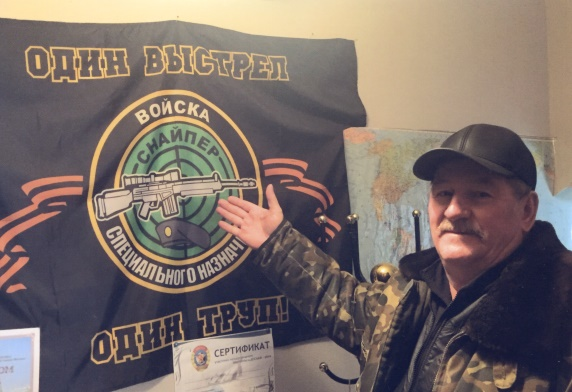 ОДИН ВЫСТРЕЛ
ВОЙСКА
СНАЙПЕР
СПЕЦИАЛЬНОГО НАЗНАЧ
ОДИН ТРУП!
СЕРТИФИКАТ